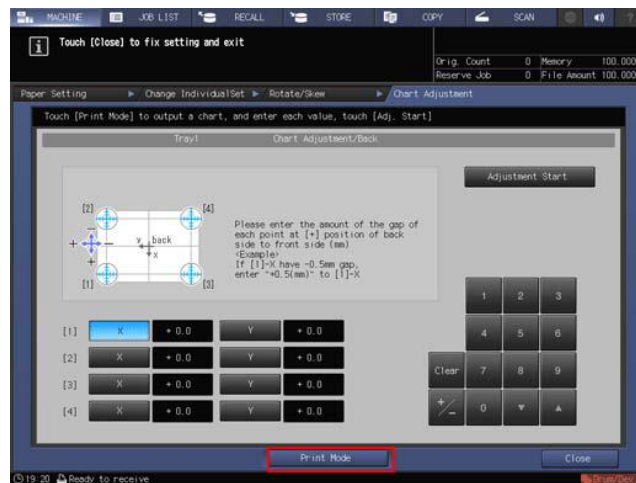 MACHINE JOB LIST RECALL STORE COPY SCAN
Touch [Close] to fix setting and exit
Orig. Count 0 Memory 100.000
Reserve Job 0 File Amount 100.000
Paper Setting Change IndividualSet Rotate/Skew Chart Adjustment
Touch [Print Mode] to output a chart, and enter each value, touch [Adj. Start]
Tray1 Chart Adjustment/Back
Adjustment Start
[2] [4]
Please enter the amount of the gap of
each point at [+] position of back
side to front side (mm)
<Example>
If [1]-X have -0.5mm gap,
enter "+0.5(mm)" to [1]-X
- + - +
y back
x
[1] [3]
1 2 3
[1] X + 0.0 Y + 0.0
4 5 6
[2] X + 0.0 Y + 0.0
Clear 7 8 9
[3] X + 0.0 Y + 0.0
+/- 0 ▼ ▲
[4] X + 0.0 Y + 0.0
Print Mode Close
19:20 Ready to receive Drum/Dev